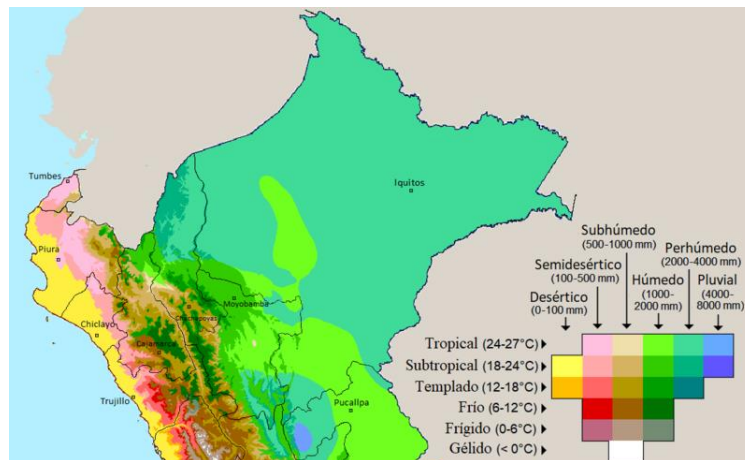 Tumbes
Piura
Chiclayo
Trujillo
Cajamarca
Chachapoyas
Moyobamba
Iquitos
Pucallpa
Subhúmedo
(500-1000 mm)
Perhúmedo
(2000-4000 mm)
Semidesértico
(100-500 mm)
Húmedo
(1000-
2000 mm)
Pluvial
(4000-
8000 mm)
Desértico
(0-100 mm)
Tropical (24-27°C)
Subtropical (18-24°C)
Templado (12-18°C)
Frío (6-12°C)
Frígido (0-6°C)
Gélido (< 0°C)